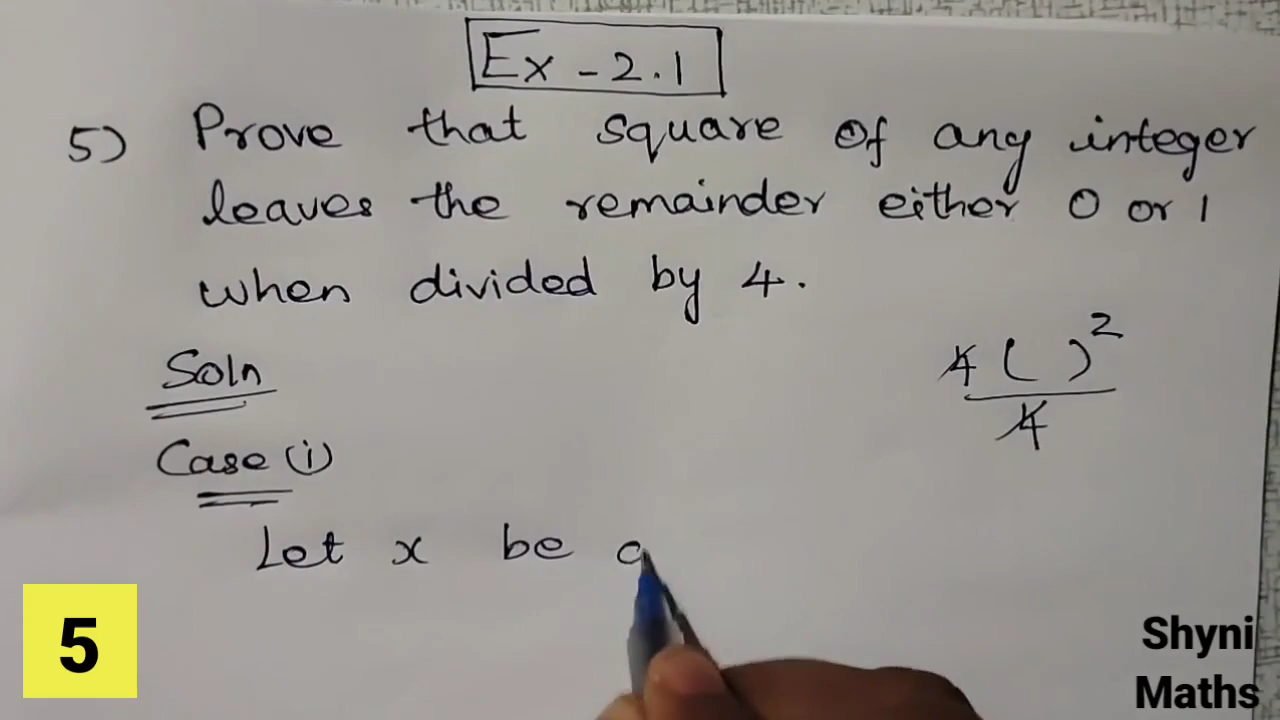 Ex - 2.1
5) Prove that square of any integer
leaves the remainder either 0 or 1
when divided by 4.
Soln
4 ( )²
4
Case (i)
Let x be a
5
Shyni
Maths